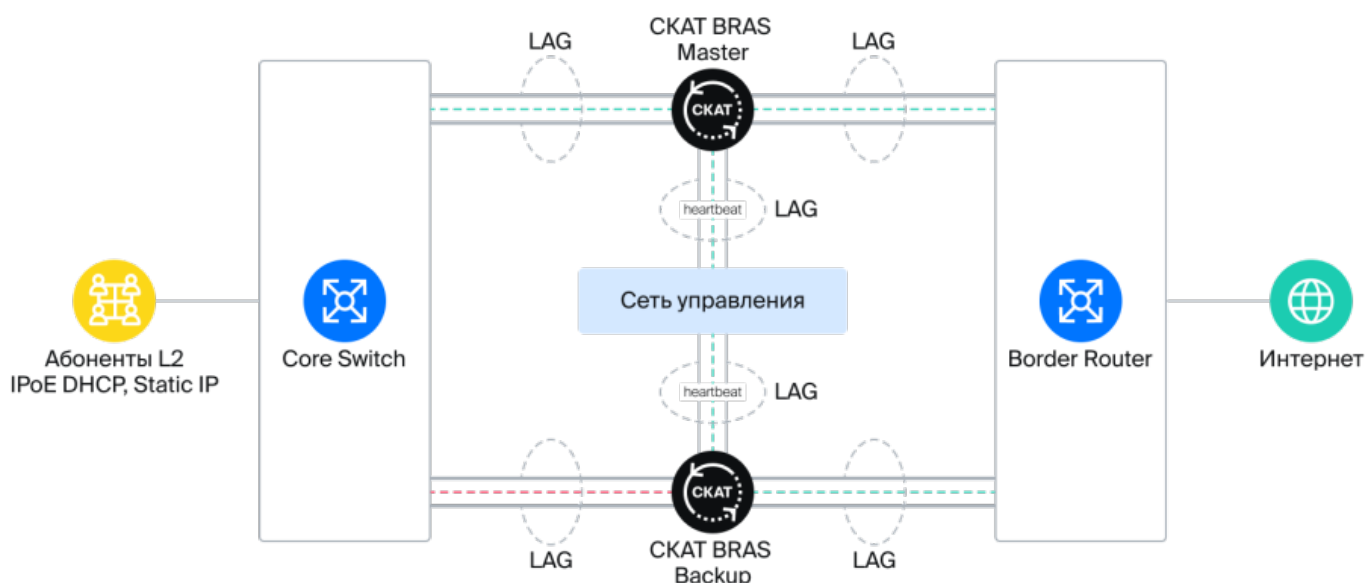 СКАТ BRAS
Master
LAG
LAG
СКАТ
heartbeat
LAG
Сеть управления
Абоненты L2
IPoE DHCP, Static IP
Core Switch
Border Router
Интернет
heartbeat
LAG
СКАТ
LAG
СКАТ BRAS
Backup
LAG